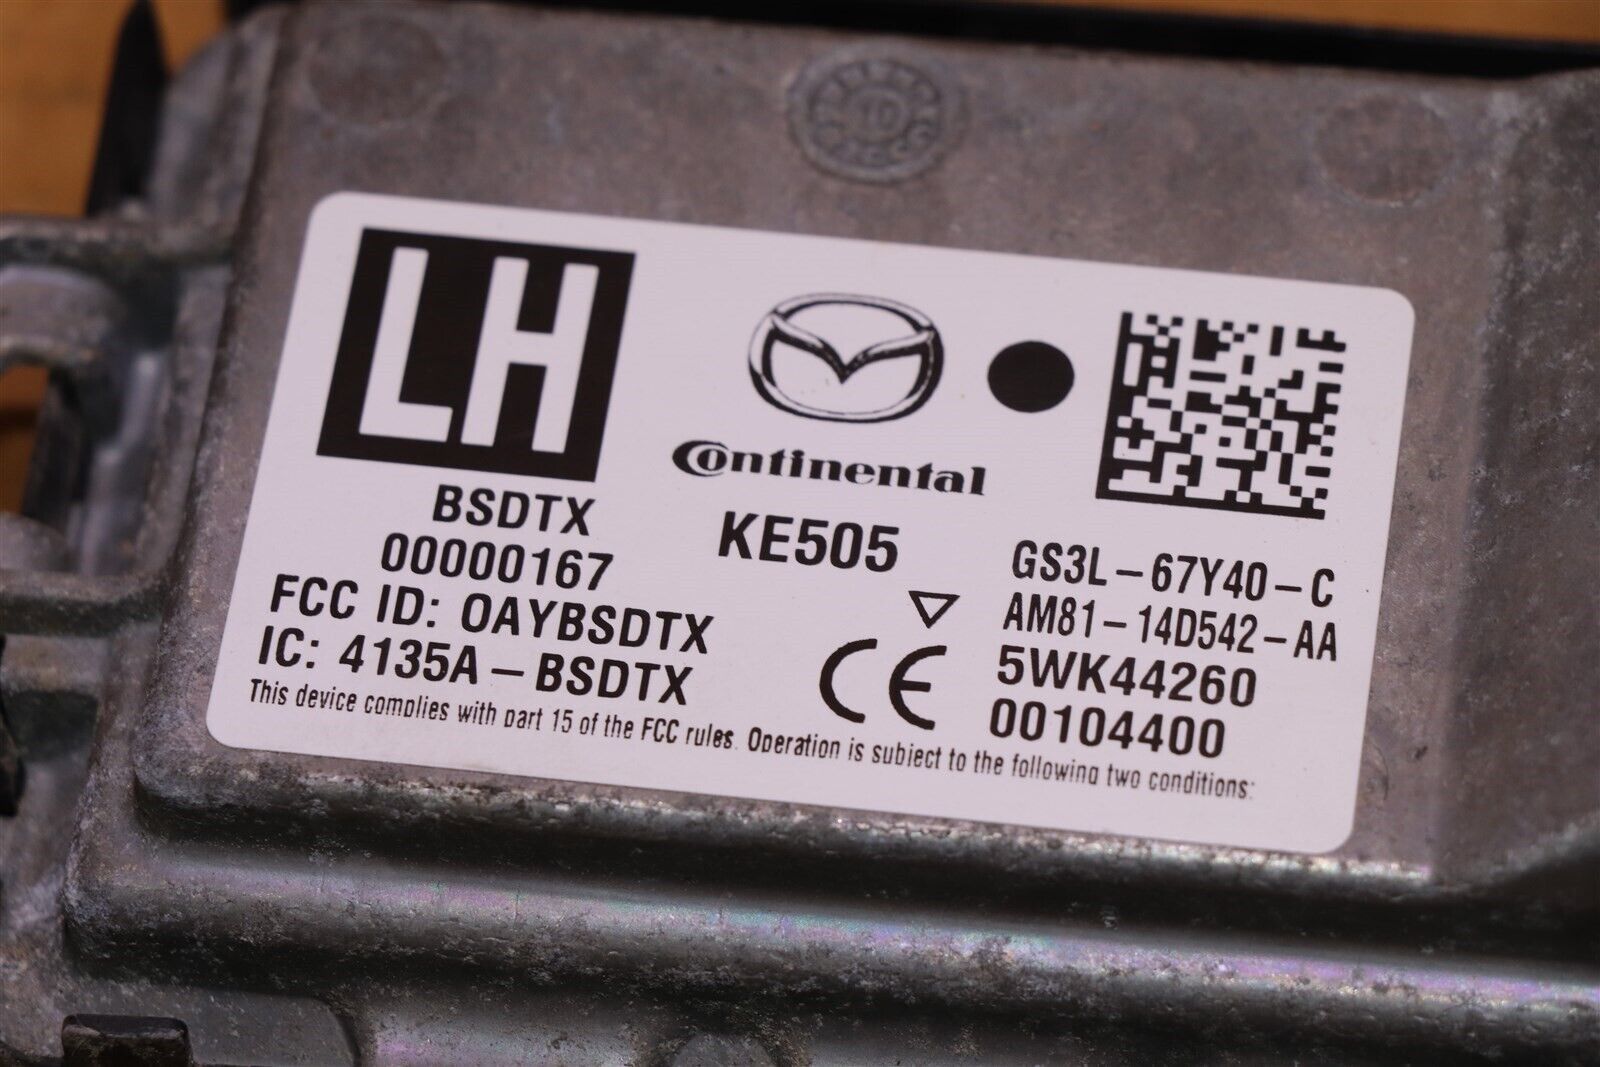 LH
Continental
BSDTX
00000167
KE505
FCC ID: OAYBSDTX
IC: 4135A-BSDTX
GS3L-67Y40-C
AM81-14D542-AA
CE
5WK44260
00104400
This device complies with part 15 of the FCC rules. Operation is subject to the following two conditions: